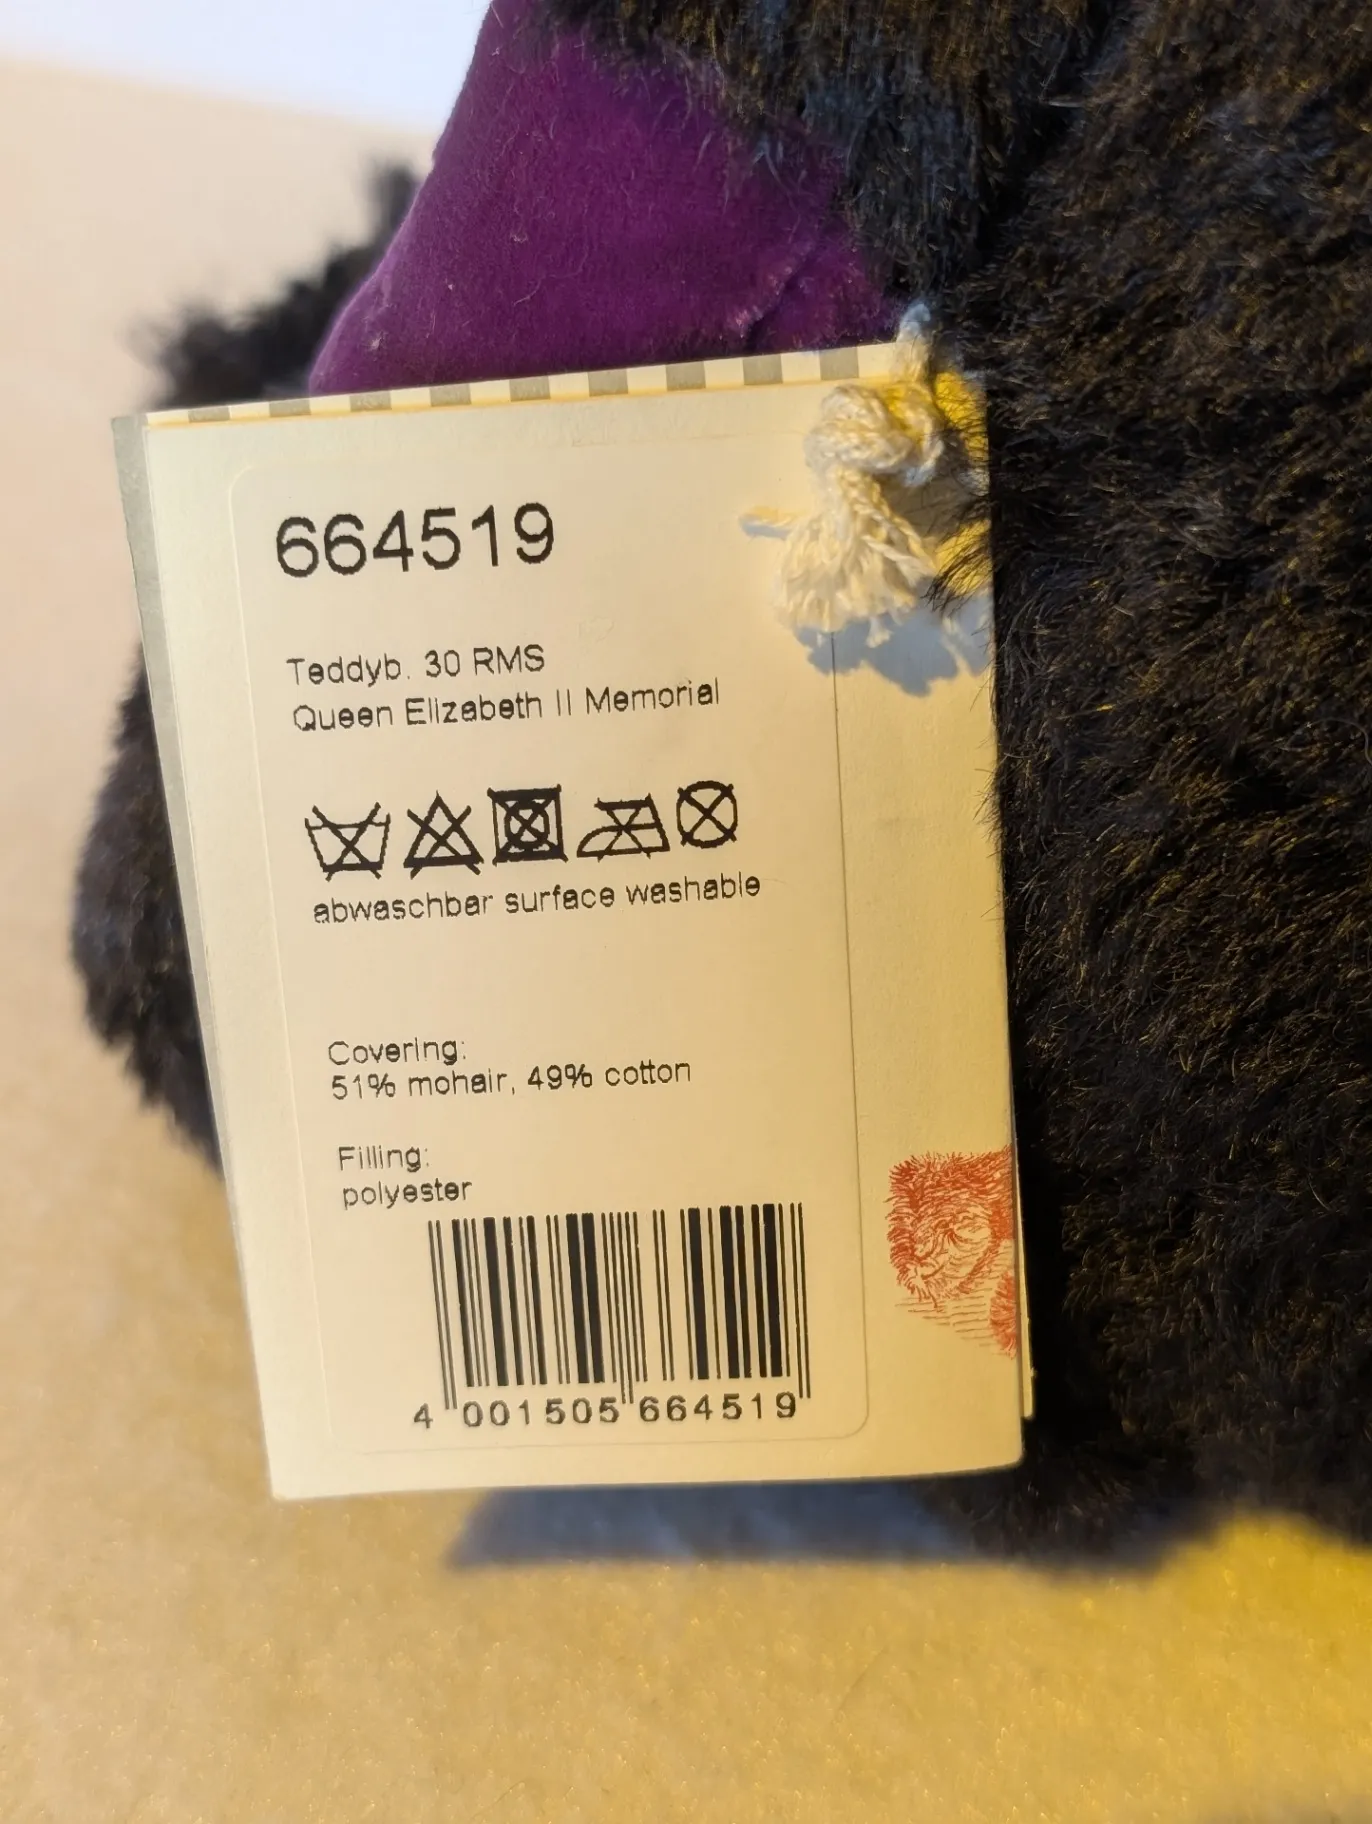 664519
Teddyb. 30 RMS
Queen Elizabeth II Memorial
abwaschbar surface washable
Covering:
51% mohair, 49% cotton
Filling:
polyester
4 001505 664519